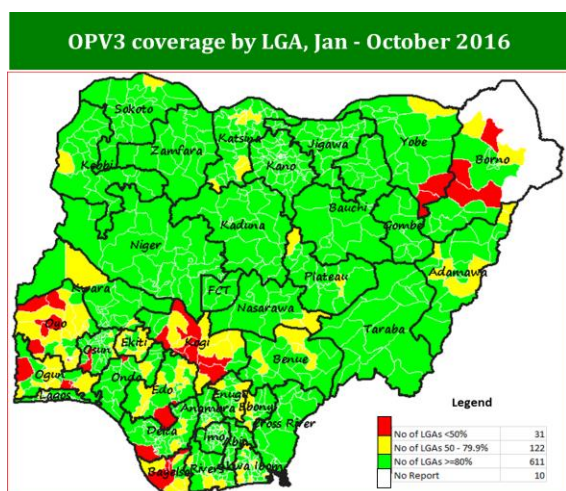 OPV3 coverage by LGA, Jan - October 2016
Sokoto
Katsina
Jigawa
Yobe
Borno
Kebbi
Zamfara
Kano
Kaduna
Bauchi
Gombe
Niger
Adamawa
Kwara
FCT
Plateau
Nasarawa
Taraba
Oyo
Osun
Ekiti
Kogi
Benue
Ogun
Ondo
Edo
Enugu
Lagos
Anambra
Ebonyi
Cross River
Delta
Imo
Abia
Bayelsa
Rivers
Akwa Ibom
Legend
No of LGAs <50% 31
No of LGAs 50 - 79.9% 122
No of LGAs >=80% 611
No Report 10